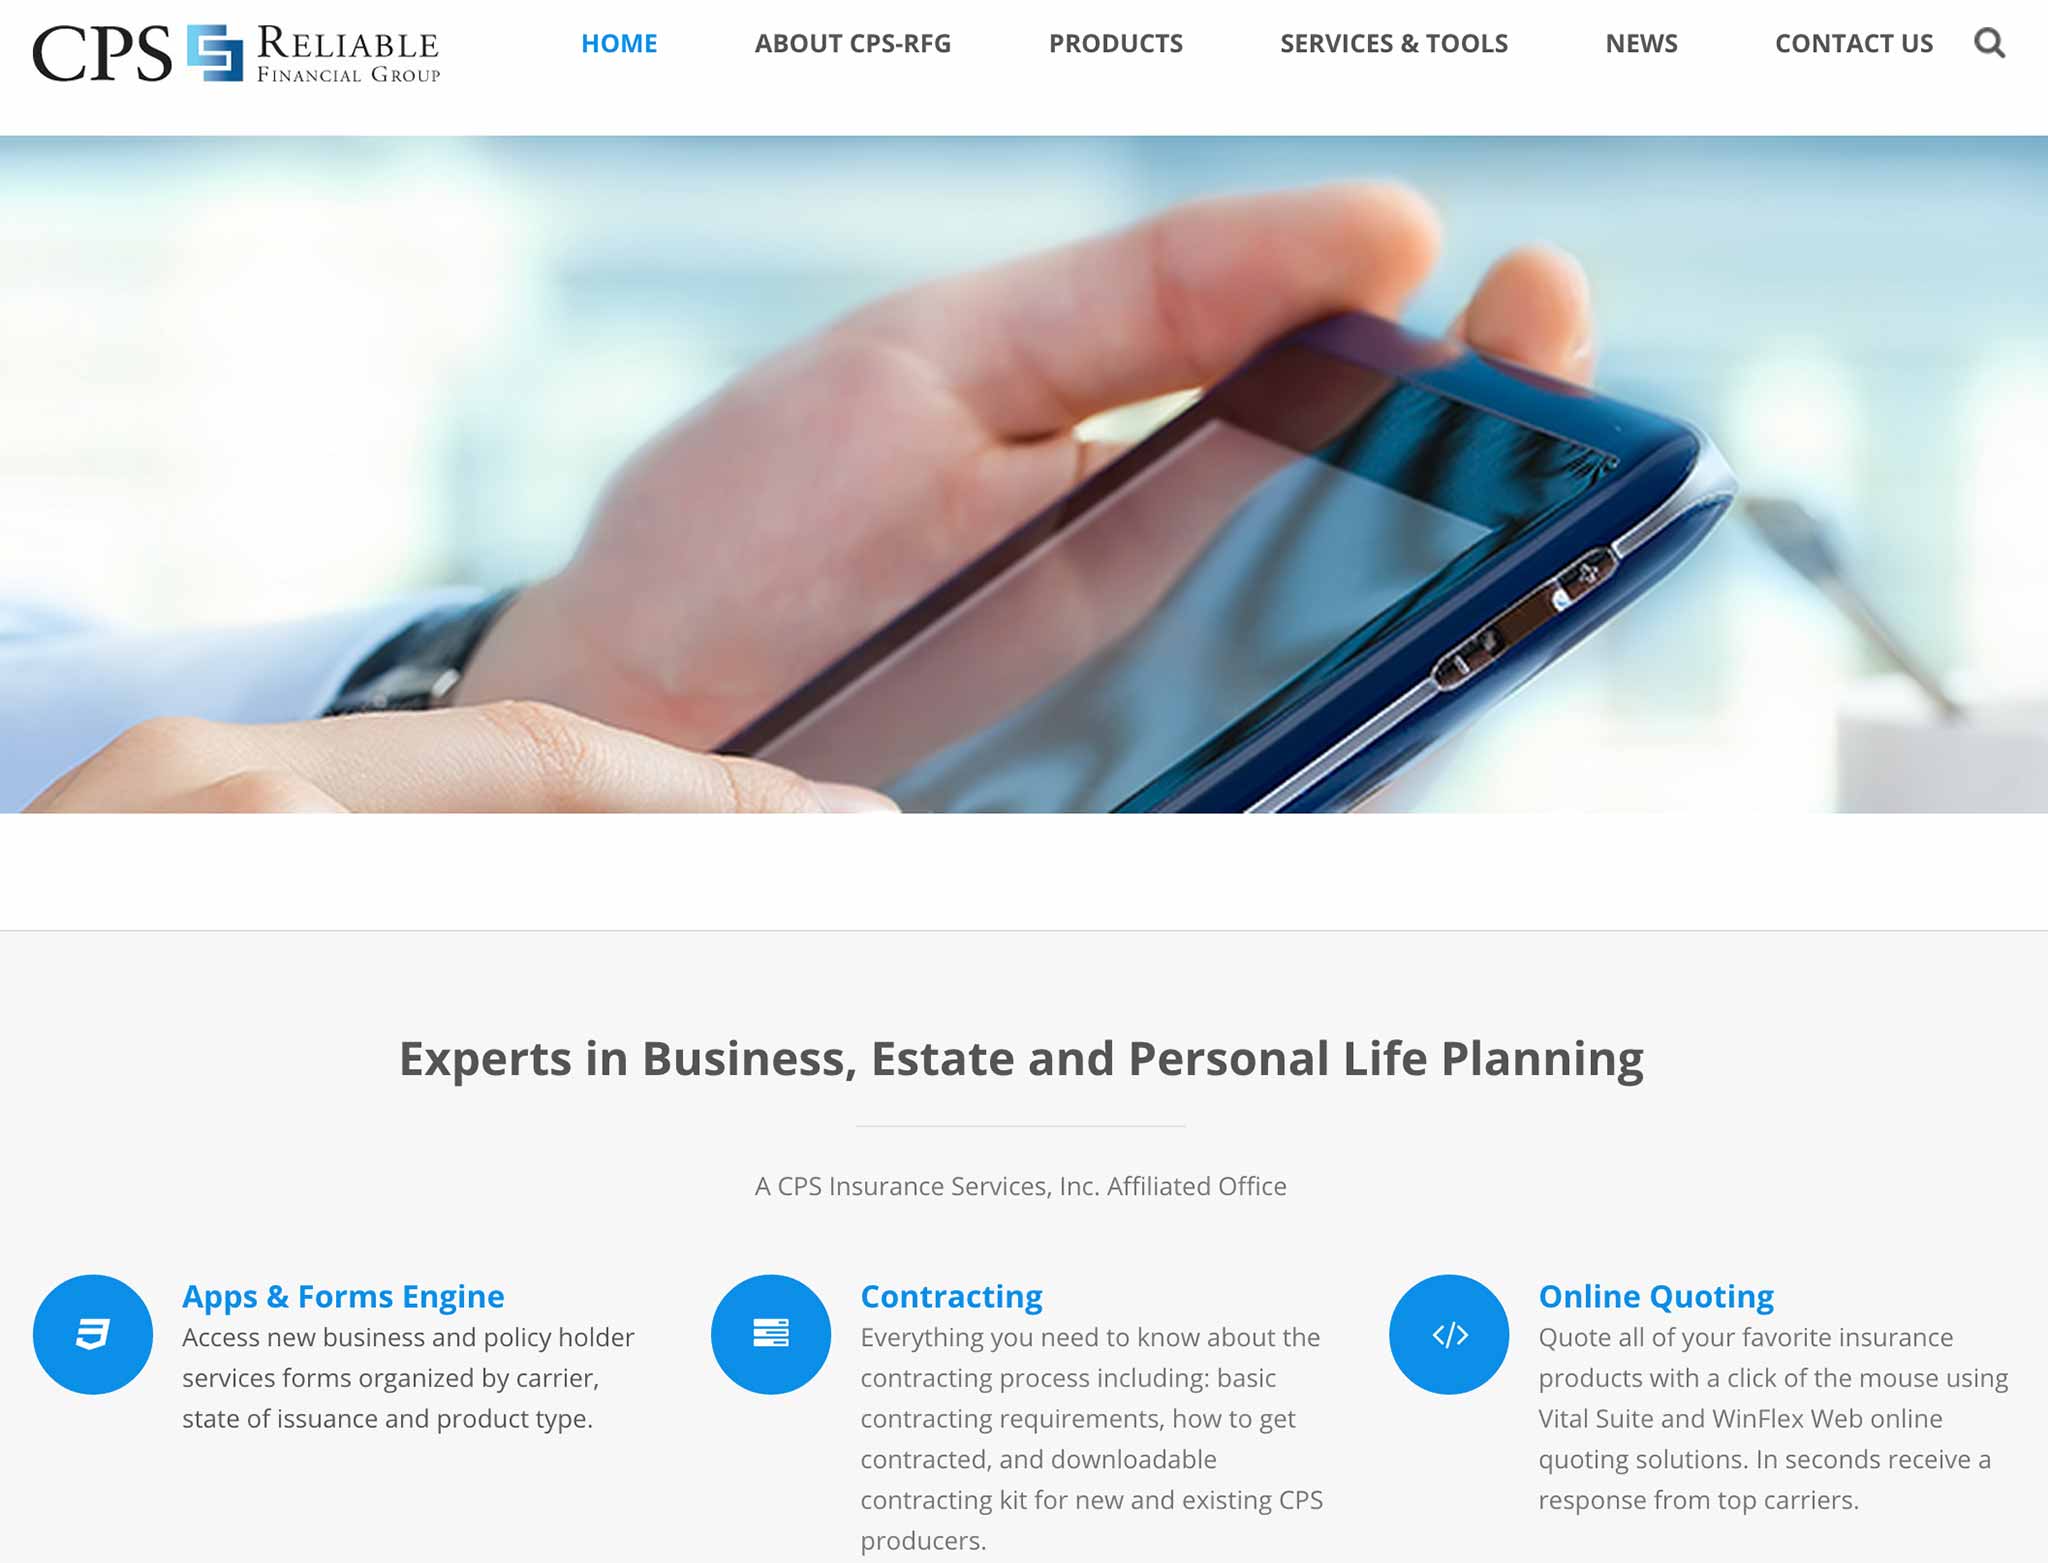 CPS RELIABLE
FINANCIAL GROUP
HOME ABOUT CPS-RFG PRODUCTS SERVICES & TOOLS NEWS CONTACT US
Experts in Business, Estate and Personal Life Planning
A CPS Insurance Services, Inc. Affiliated Office
Apps & Forms Engine
Access new business and policy holder
services forms organized by carrier,
state of issuance and product type.
Contracting
Everything you need to know about the
contracting process including: basic
contracting requirements, how to get
contracted, and downloadable
contracting kit for new and existing CPS
producers.
Online Quoting
Quote all of your favorite insurance
products with a click of the mouse using
Vital Suite and WinFlex Web online
quoting solutions. In seconds receive a
response from top carriers.